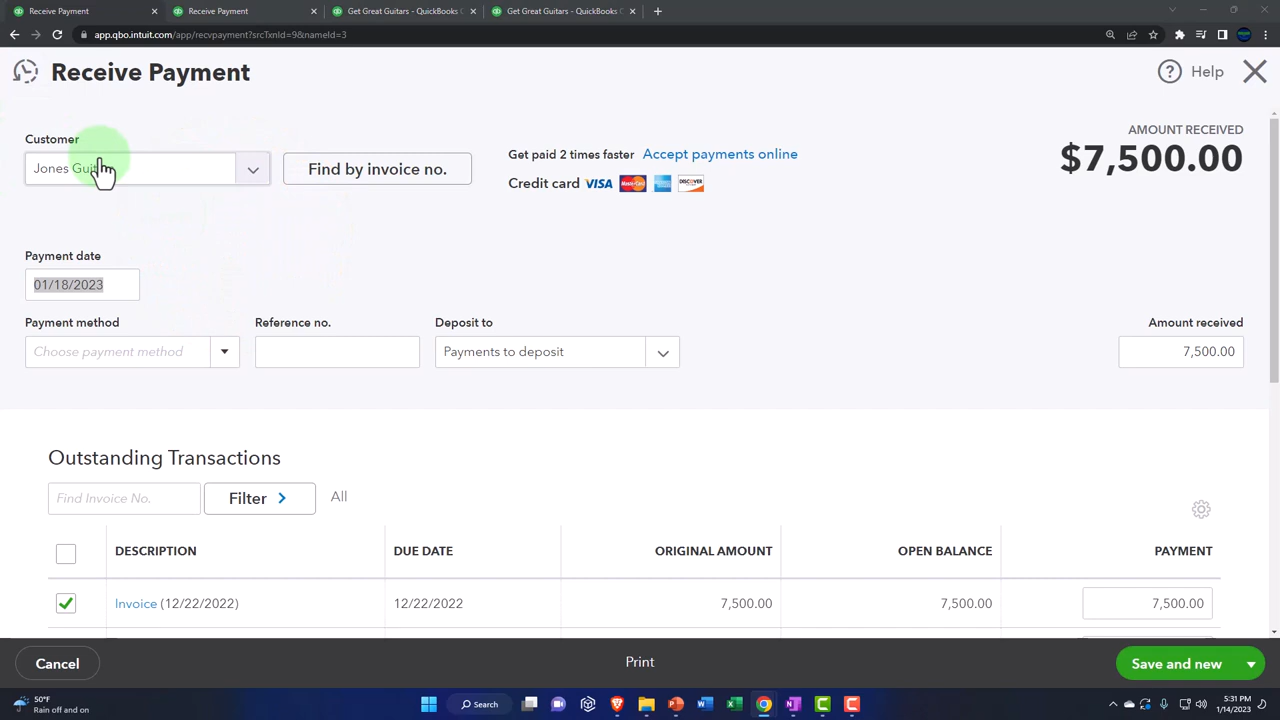 Receive Payment
Receive Payment
Get Great Guitars - QuickBooks C
Get Great Guitars - QuickBooks C
app.qbo.intuit.com/app/recvpayment?srcTxnId=9&nameId=3
Receive Payment
Help
Customer
Jones Gui
Find by invoice no.
Get paid 2 times faster Accept payments online
Credit card VISA MasterCard DISCOVER
AMOUNT RECEIVED
$7,500.00
Payment date
01/18/2023
Payment method
Reference no.
Deposit to
Amount received
Choose payment method
Payments to deposit
7,500.00
Outstanding Transactions
Find Invoice No.
Filter
All
DESCRIPTION DUE DATE ORIGINAL AMOUNT OPEN BALANCE PAYMENT
Invoice (12/22/2022) 12/22/2022 7,500.00 7,500.00 7,500.00
Cancel
Print
Save and new
50°F
Rain off and on
Search
5:31 PM
1/14/2023